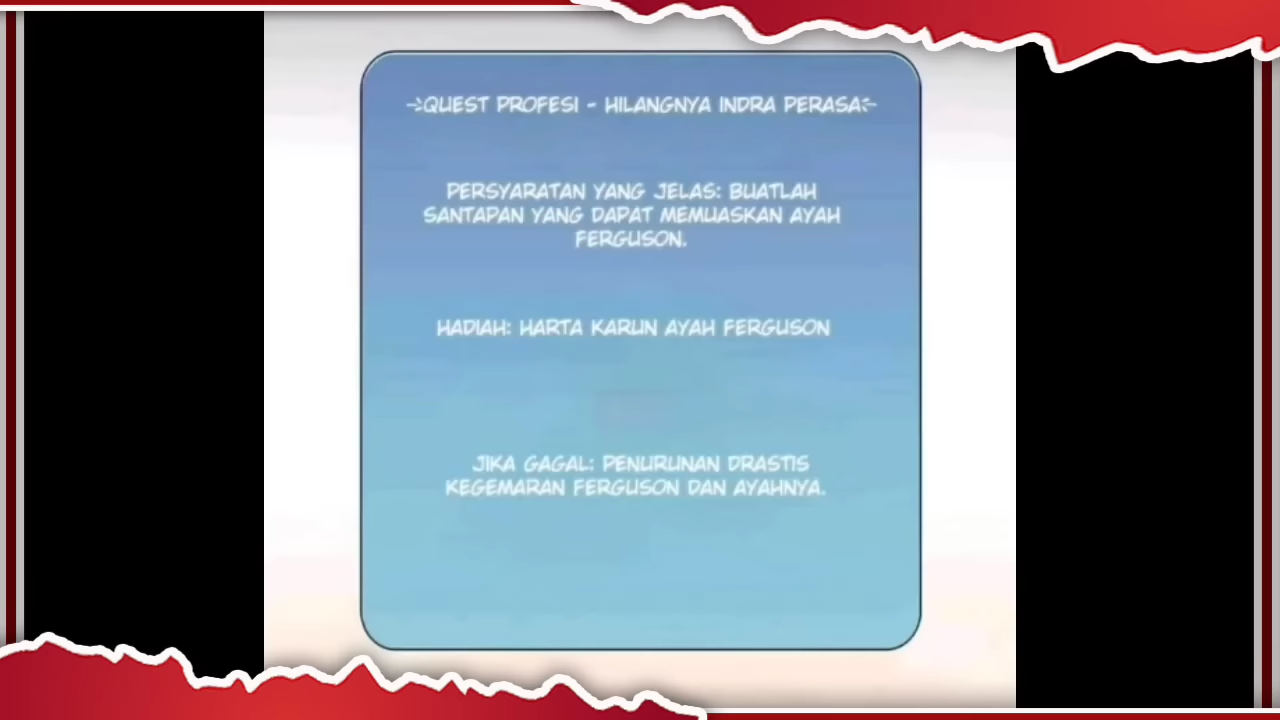 QUEST PROFESI - HILANGNYA INDRA PERASA
PERSYARATAN YANG JELAS: BUATLAH
SANTAPAN YANG DAPAT MEMUASKAN AYAH
FERGUSON.
HADIAH: HARTA KARUN AYAH FERGUSON
JIKA GAGAL: PENURUNAN DRASTIS
KEGEMARAN FERGUSON DAN AYAHNYA.